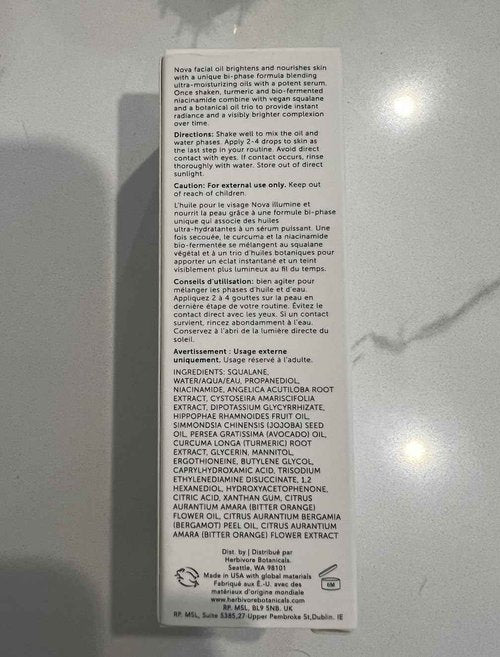 Nova facial oil brightens and nourishes skin
with a unique bi-phase formula blending
ultra-moisturizing oils with a potent serum.
Once shaken, turmeric and bio-fermented
niacinamide combine with vegan squalane
and a botanical oil trio to provide instant
radiance and a visibly brighter complexion
over time.
Directions: Shake well to mix the oil and
water phases. Apply 2-4 drops to skin as
the last step in your routine. Avoid direct
contact with eyes. If contact occurs, rinse
thoroughly with water. Store out of direct
sunlight.
Caution: For external use only. Keep out
of reach of children.
L'huile pour le visage Nova illumine et
nourrit la peau grâce à une formule bi-phase
unique qui associe des huiles
ultra-hydratantes à un sérum puissant. Une
fois secouée, le curcuma et la niacinamide
bio-fermentée se mélangent au squalane
végétal et à un trio d'huiles botaniques pour
apporter un éclat instantané et un teint
visiblement plus lumineux au fil du temps.
Conseils d'utilisation: bien agiter pour
mélanger les phases d'huile et d'eau.
Appliquez 2 à 4 gouttes sur la peau en
dernière étape de votre routine. Évitez le
contact direct avec les yeux. Si un contact
survient, rincez abondamment à l'eau.
Conservez à l'abri de la lumière directe du
soleil.
Avertissement : Usage externe
uniquement. Usage réservé à l'adulte.
INGREDIENTS: SQUALANE,
WATER/AQUA/EAU, PROPANEDIOL,
NIACINAMIDE, ANGELICA ACUTILOBA ROOT
EXTRACT, CYSTOSEIRA AMARISCIFOLIA
EXTRACT, DIPOTASSIUM GLYCYRRHIZATE,
HIPPOPHAE RHAMNOIDES FRUIT OIL,
SIMMONDSIA CHINENSIS (JOJOBA) SEED
OIL, PERSEA GRATISSIMA (AVOCADO) OIL,
CURCUMA LONGA (TURMERIC) ROOT
EXTRACT, GLYCERIN, MANNITOL,
ERGOTHIONEINE, BUTYLENE GLYCOL,
CAPRYLHYDROXAMIC ACID, TRISODIUM
ETHYLENEDIAMINE DISUCCINATE, 1,2
HEXANEDIOL, HYDROXYACETOPHENONE,
CITRIC ACID, XANTHAN GUM, CITRUS
AURANTIUM AMARA (BITTER ORANGE)
FLOWER OIL, CITRUS AURANTIUM BERGAMIA
(BERGAMOT) PEEL OIL, CITRUS AURANTIUM
AMARA (BITTER ORANGE) FLOWER EXTRACT
Dist. by | Distribué par
Herbivore Botanicals.
Seattle, WA 98101
Made in USA with global materials
Fabriqué aux É.-U. avec des
matériaux d'origine mondiale
www.herbivorebotanicals.com
RP. MSL, BL9 5NB. UK
RP. MSL, Suite 5385,27 Upper Pembroke St,Dublin. IE
6M